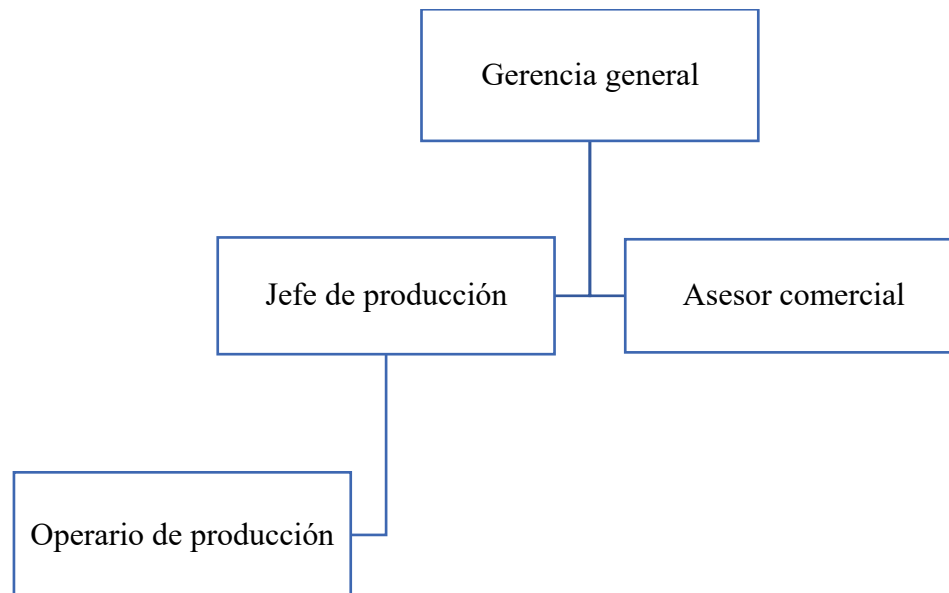 Gerencia general
Jefe de producción
Asesor comercial
Operario de producción